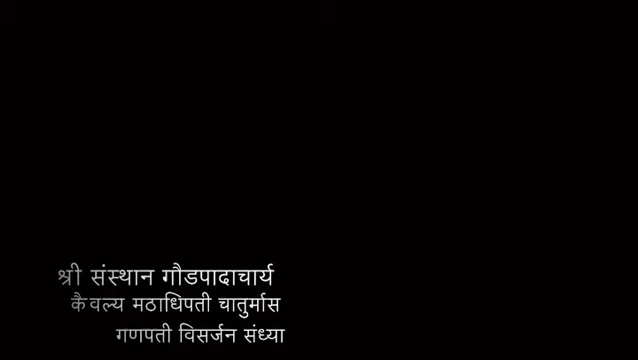 श्री संस्थान गौडपादाचार्य
कैवल्य मठाधिपती चातुर्मास
गणपती विसर्जन संध्या